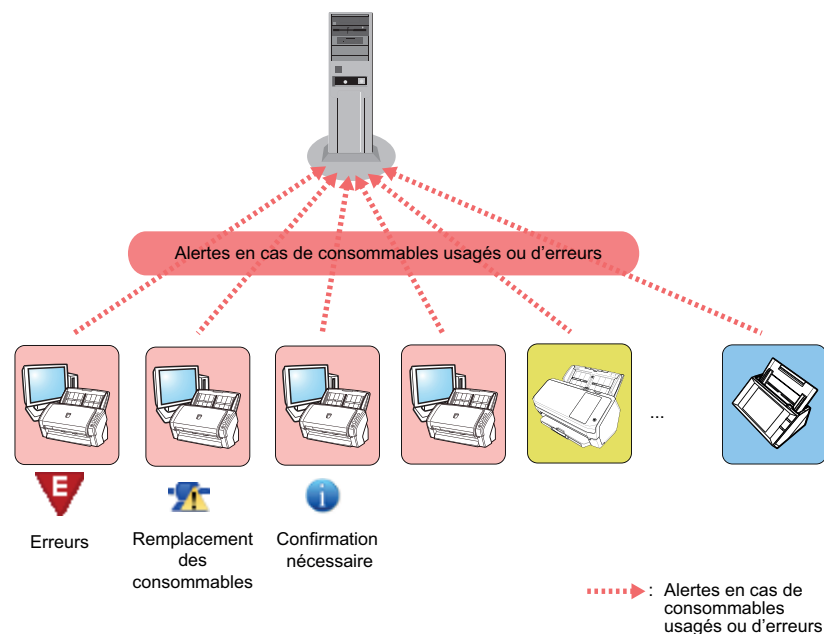 Alertes en cas de consommables usagés ou d'erreurs
...
E
i
Erreurs
Remplacement
des
consommables
Confirmation
nécessaire
: Alertes en cas de
consommables
usagés ou d'erreurs